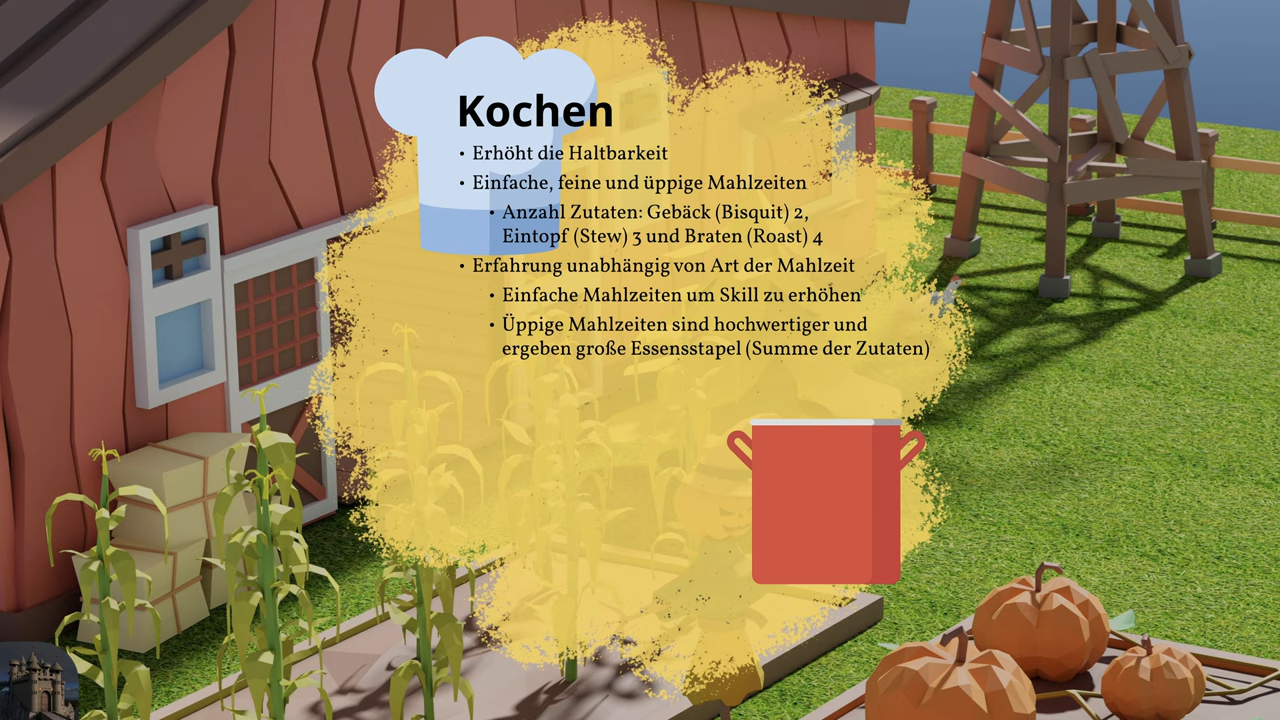 Kochen
• Erhöht die Haltbarkeit
• Einfache, feine und üppige Mahlzeiten
• Anzahl Zutaten: Gebäck (Bisquit) 2,
Eintopf (Stew) 3 und Braten (Roast) 4
• Erfahrung unabhängig von Art der Mahlzeit
• Einfache Mahlzeiten um Skill zu erhöhen
• Üppige Mahlzeiten sind hochwertiger und
ergeben große Essensstapel (Summe der Zutaten)